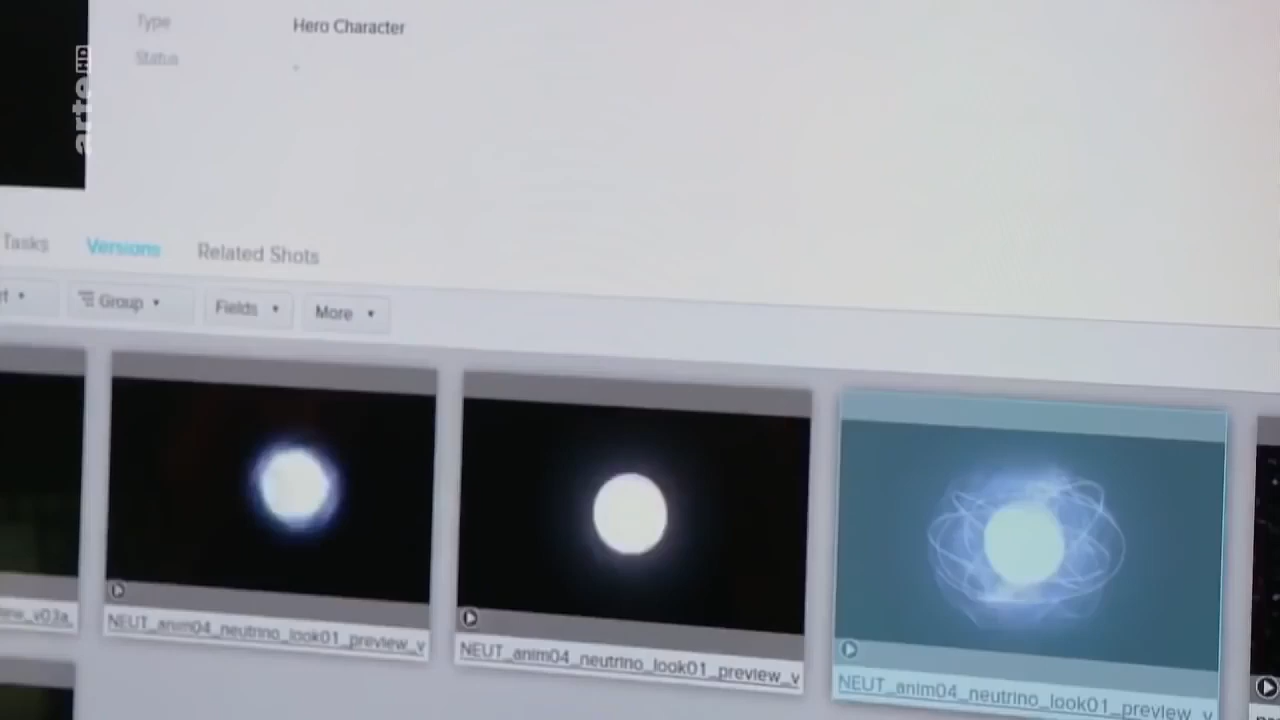 Type Hero Character
Status
arte HD
Tasks Versions Related Shots
Group Fields More
NEUT_anim04_neutrino_look01_preview_v
NEUT_anim04_neutrino_look01_preview_v
NEUT_anim04_neutrino_look01_preview_v